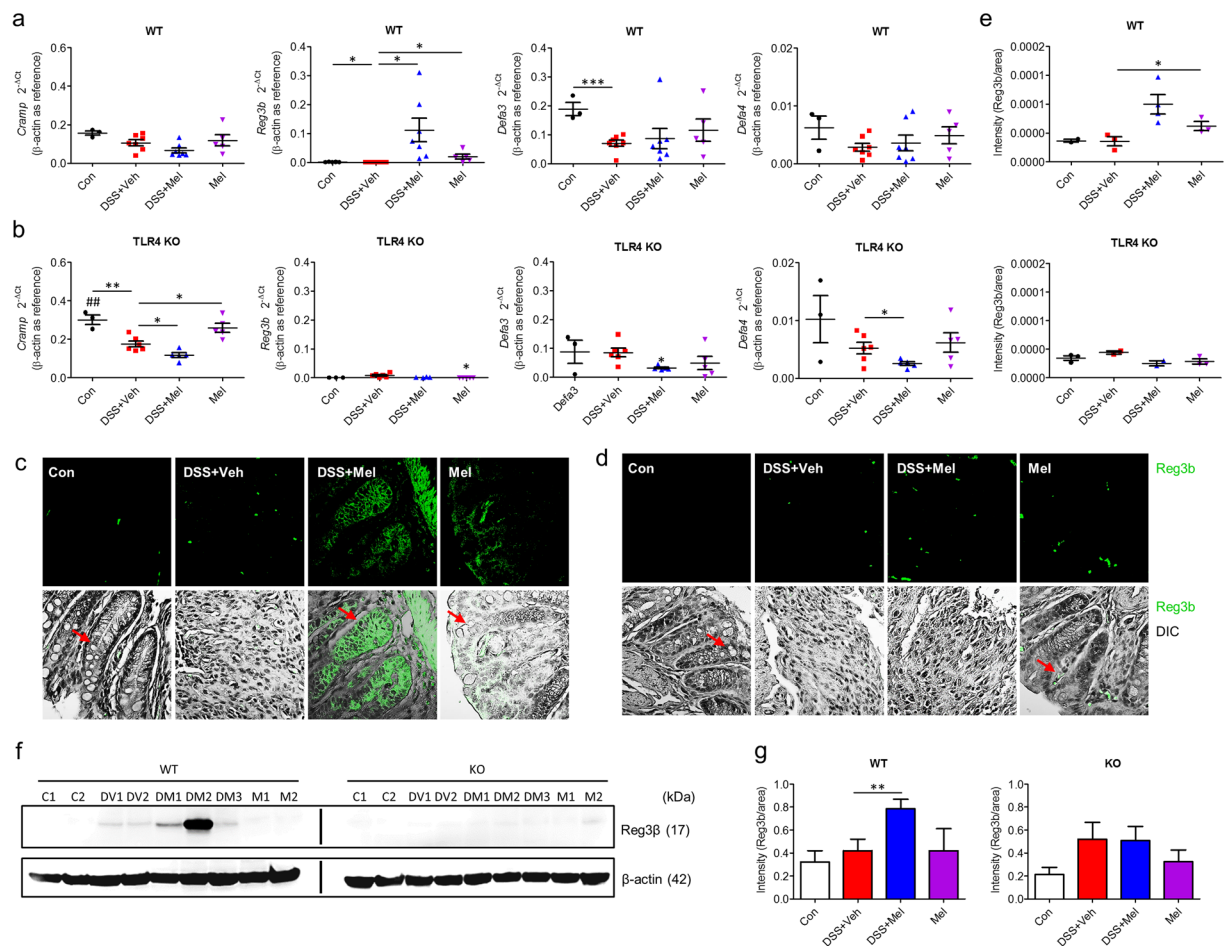 a
WT
Cramp 2^-ΔCt
(β-actin as reference)
0.6
0.4
0.2
0.0
Con
DSS+Veh
DSS+Mel
Mel
WT
Reg3b 2^-ΔCt
(β-actin as reference)
0.4
0.3
0.2
0.1
0.0
* * *
Con
DSS+Veh
DSS+Mel
Mel
WT
Defa3 2^-ΔCt
(β-actin as reference)
0.4
0.3
0.2
0.1
0.0
***
Con
DSS+Veh
DSS+Mel
Mel
WT
Defa4 2^-ΔCt
(β-actin as reference)
0.020
0.015
0.010
0.005
0.000
Con
DSS+Veh
DSS+Mel
Mel
e
WT
Intensity (Reg3b/area)
0.0002
0.0001
0.0001
0.0000
0.0000
*
Con
DSS+Veh
DSS+Mel
Mel
b
TLR4 KO
Cramp 2^-ΔCt
(β-actin as reference)
0.6
0.4
0.2
0.0
## ** * *
Con
DSS+Veh
DSS+Mel
Mel
TLR4 KO
Reg3b 2^-ΔCt
(β-actin as reference)
0.4
0.3
0.2
0.1
0.0
*
Con
DSS+Veh
DSS+Mel
Mel
TLR4 KO
Defa3 2^-ΔCt
(β-actin as reference)
0.4
0.3
0.2
0.1
0.0
*
Defa3
DSS+Veh
DSS+Mel
Mel
TLR4 KO
Defa4 2^-ΔCt
(β-actin as reference)
0.02
0.01
0.00
*
Con
DSS+Veh
DSS+Mel
Mel
TLR4 KO
Intensity (Reg3b/area)
0.0002
0.0001
0.0001
0.0000
0.0000
Con
DSS+Veh
DSS+Mel
Mel
c
Con DSS+Veh DSS+Mel Mel
d
Con DSS+Veh DSS+Mel Mel
Reg3b
Reg3b
DIC
f
WT KO
C1 C2 DV1 DV2 DM1 DM2 DM3 M1 M2 C1 C2 DV1 DV2 DM1 DM2 DM3 M1 M2 (kDa)
Reg3β (17)
β-actin (42)
g
WT
Intensity (Reg3b/area)
1.0
0.8
0.6
0.4
0.2
0.0
**
Con
DSS+Veh
DSS+Mel
Mel
KO
Intensity (Reg3b/area)
1.0
0.8
0.6
0.4
0.2
0.0
Con
DSS+Veh
DSS+Mel
Mel